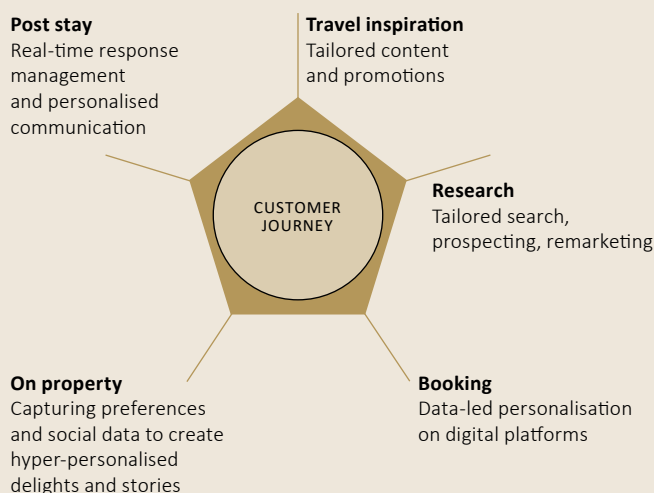 Post stay
Real-time response
management
and personalised
communication
Travel inspiration
Tailored content
and promotions
CUSTOMER
JOURNEY
Research
Tailored search,
prospecting, remarketing
On property
Capturing preferences
and social data to create
hyper-personalised
delights and stories
Booking
Data-led personalisation
on digital platforms